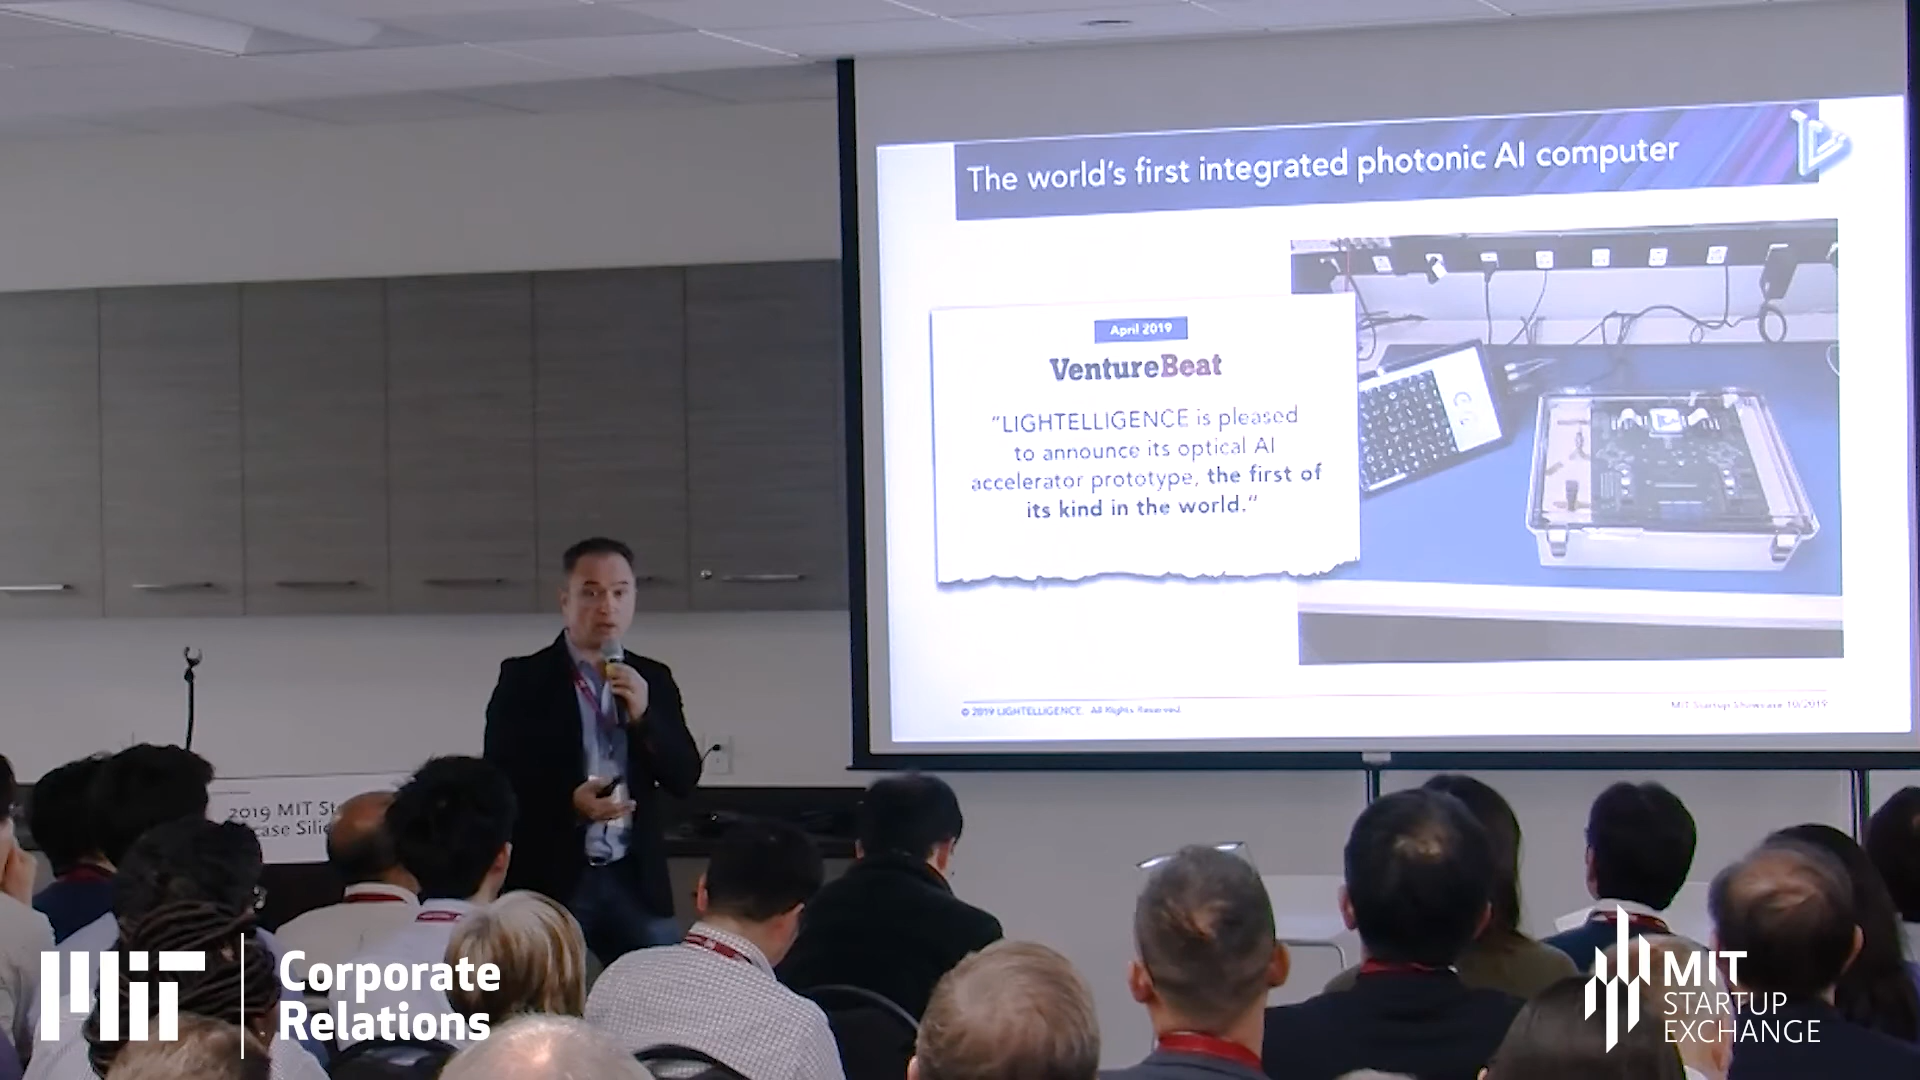 The world's first integrated photonic AI computer
April 2019
VentureBeat
"LIGHTELLIGENCE is pleased
to announce its optical AI
accelerator prototype, the first of
its kind in the world."
© 2019 LIGHTELLIGENCE. All Rights Reserved.
MIT Startup Showcase 10/2019
2019 MIT St
case Silic
MIT
Corporate
Relations
MIT
STARTUP
EXCHANGE